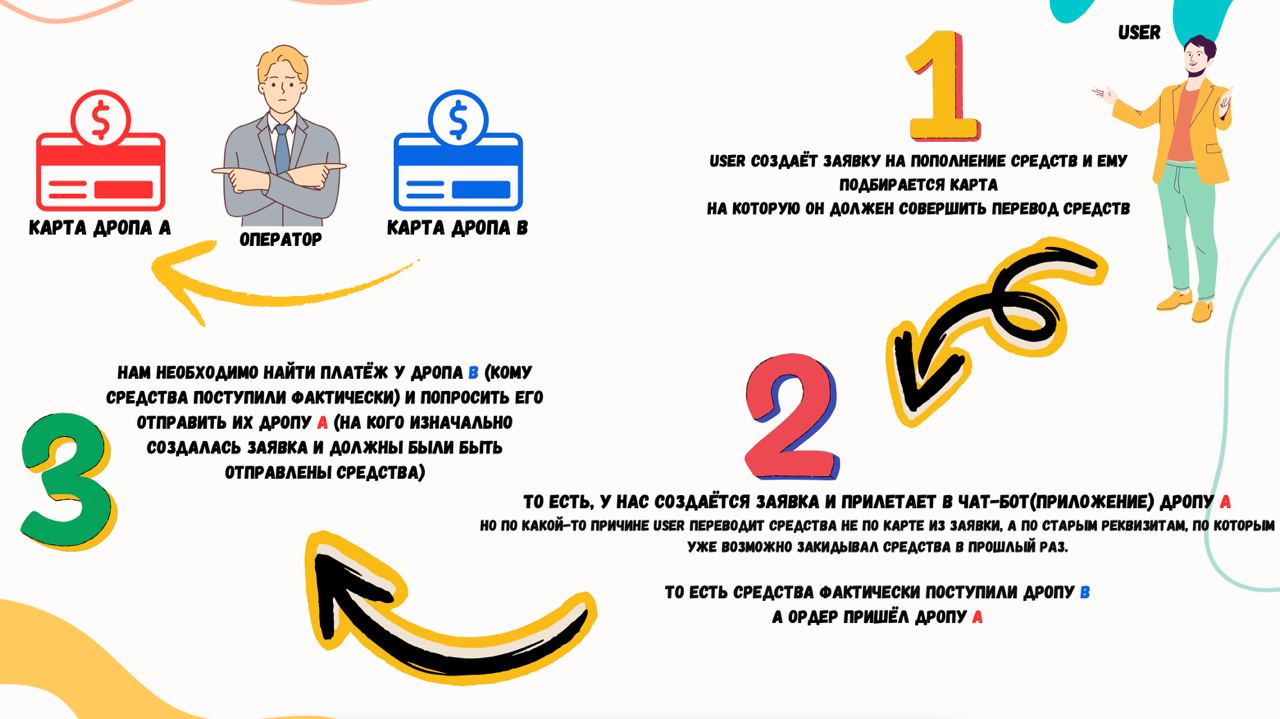 USER
1
USER СОЗДАЁТ ЗАЯВКУ НА ПОПОЛНЕНИЕ СРЕДСТВ И ЕМУ
ПОДБИРАЕТСЯ КАРТА
НА КОТОРУЮ ОН ДОЛЖЕН СОВЕРШИТЬ ПЕРЕВОД СРЕДСТВ
$
$
КАРТА ДРОПА А
ОПЕРАТОР
КАРТА ДРОПА В
2
ТО ЕСТЬ, У НАС СОЗДАЁТСЯ ЗАЯВКА И ПРИЛЕТАЕТ В ЧАТ-БОТ(ПРИЛОЖЕНИЕ) ДРОПУ А
НО ПО КАКОЙ-ТО ПРИЧИНЕ USER ПЕРЕВОДИТ СРЕДСТВА НЕ ПО КАРТЕ ИЗ ЗАЯВКИ, А ПО СТАРЫМ РЕКВИЗИТАМ, ПО КОТОРЫМ
УЖЕ ВОЗМОЖНО ЗАКИДЫВАЛ СРЕДСТВА В ПРОШЛЫЙ РАЗ.
ТО ЕСТЬ СРЕДСТВА ФАКТИЧЕСКИ ПОСТУПИЛИ ДРОПУ В
А ОРДЕР ПРИШЁЛ ДРОПУ А
3
НАМ НЕОБХОДИМО НАЙТИ ПЛАТЁЖ У ДРОПА В (КОМУ
СРЕДСТВА ПОСТУПИЛИ ФАКТИЧЕСКИ) И ПОПРОСИТЬ ЕГО
ОТПРАВИТЬ ИХ ДРОПУ А (НА КОГО ИЗНАЧАЛЬНО
СОЗДАЛАСЬ ЗАЯВКА И ДОЛЖНЫ БЫЛИ БЫТЬ
ОТПРАВЛЕНЫ СРЕДСТВА)